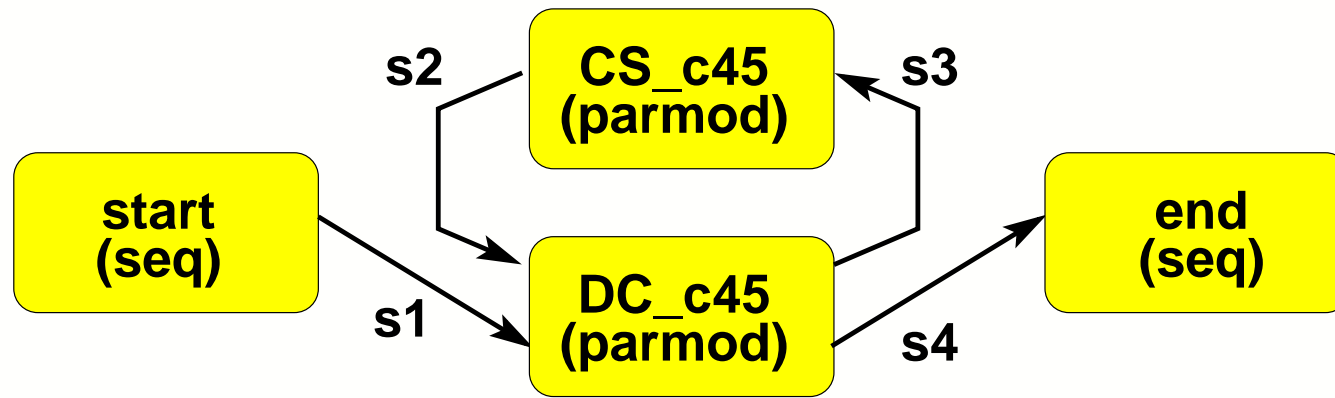 s2
CS_c45
(parmod)
s3
start
(seq)
s1
DC_c45
(parmod)
s4
end
(seq)